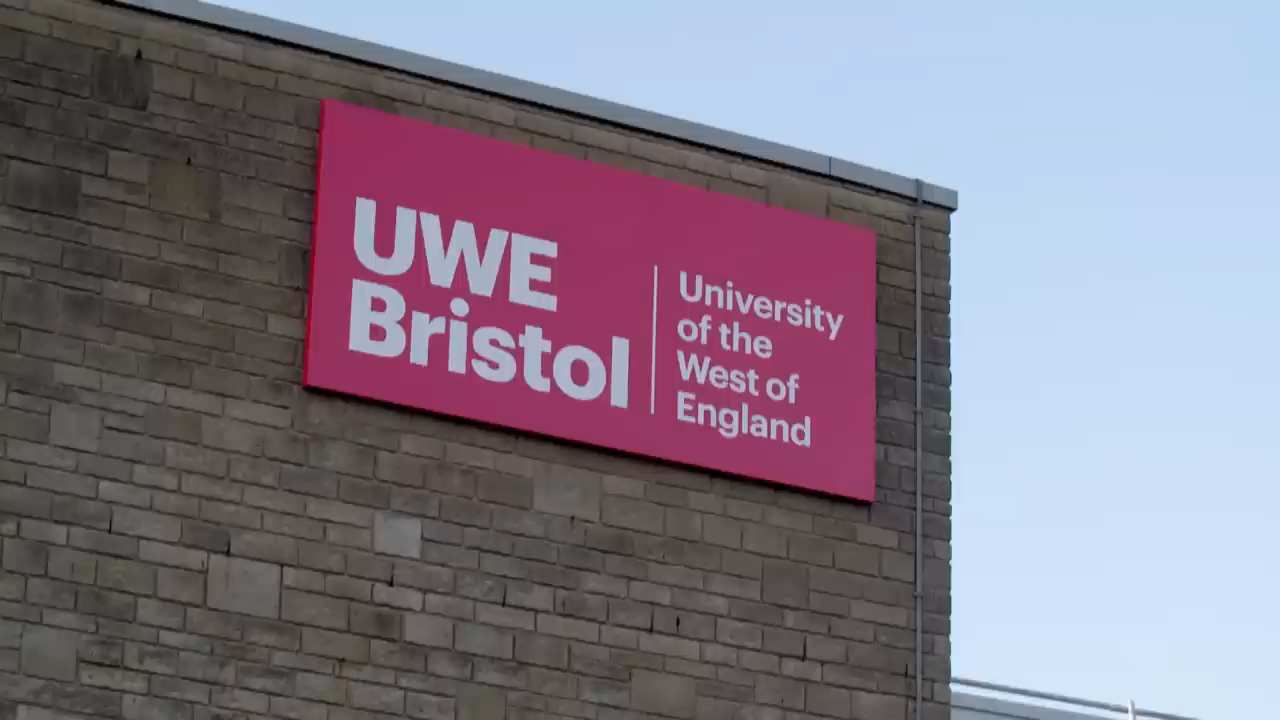 UWE
Bristol
University
of the
West of
England